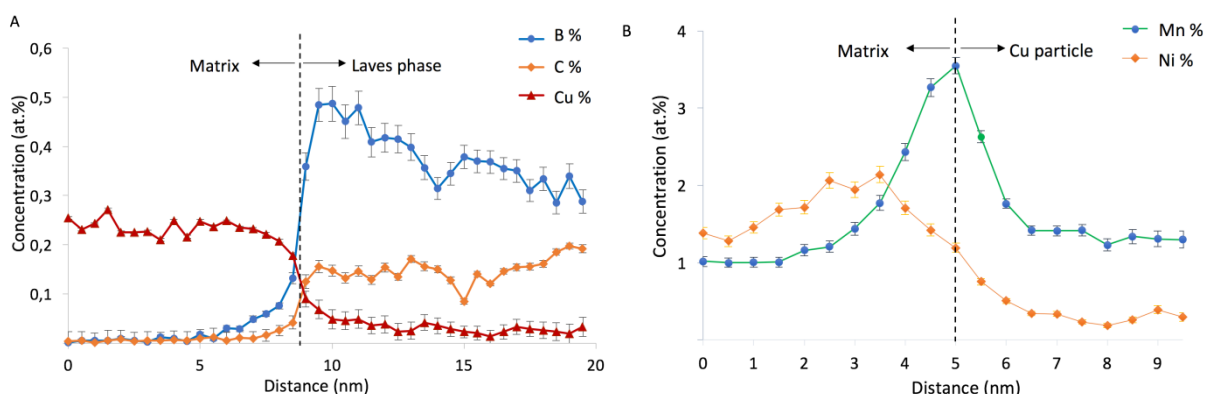 A
0,6
0,5
0,4
0,3
0,2
0,1
Concentration (at.%)
Matrix
Laves phase
B %
C %
Cu %
0
5
10
15
20
Distance (nm)
B
4
3
2
1
Concentration (at.%)
Matrix
Cu particle
Mn %
Ni %
0
1
2
3
4
5
6
7
8
9
Distance (nm)